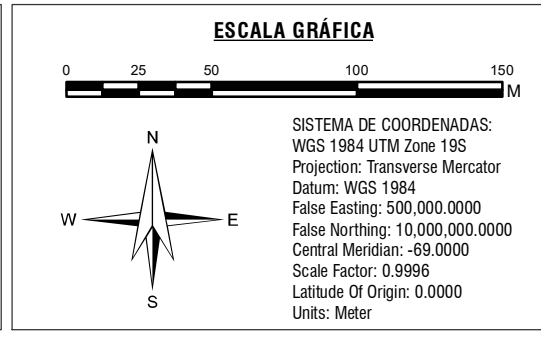 ESCALA GRÁFICA
0 25 50 100 150
M
N
W E
S
SISTEMA DE COORDENADAS:
WGS 1984 UTM Zone 19S
Projection: Transverse Mercator
Datum: WGS 1984
False Easting: 500,000.0000
False Northing: 10,000,000.0000
Central Meridian: -69.0000
Scale Factor: 0.9996
Latitude Of Origin: 0.0000
Units: Meter